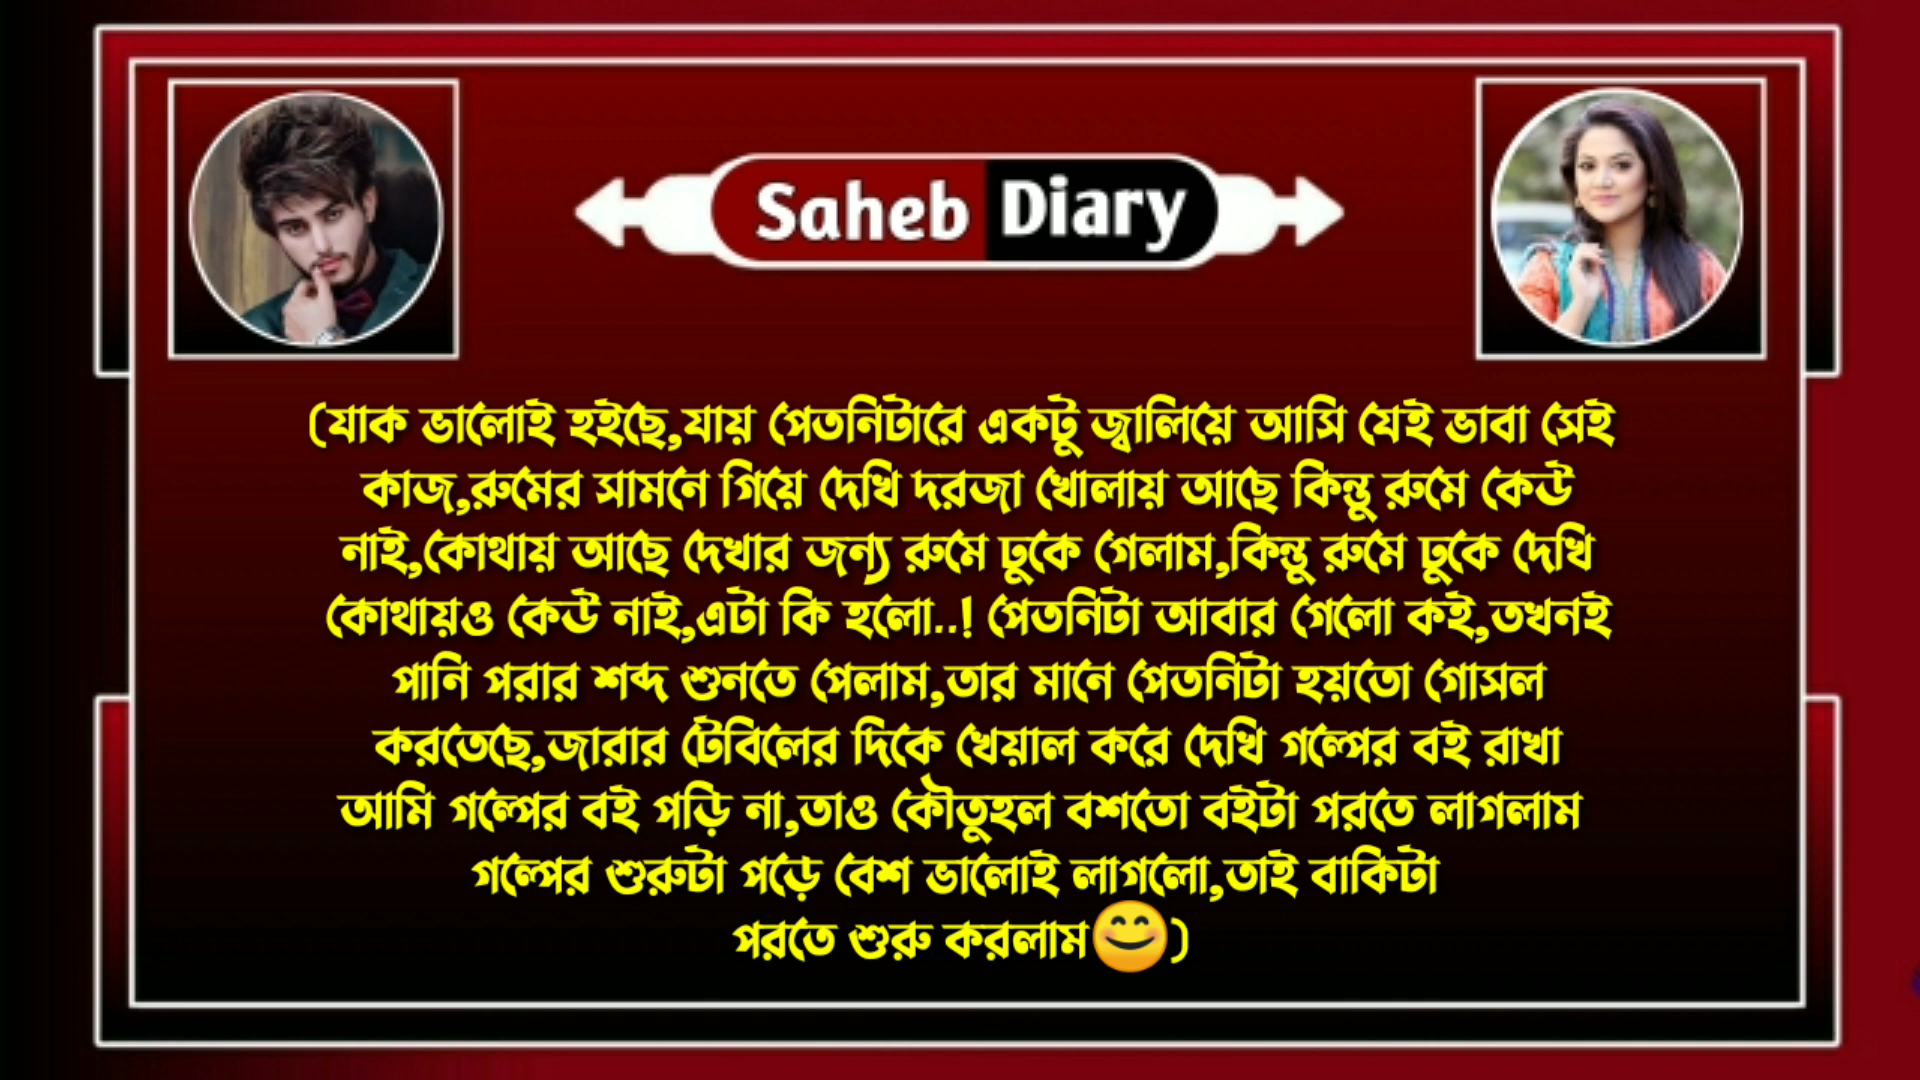 Saheb Diary
(যাক ভালোই হইছে,যায় পেতনিটারে একটু জ্বালিয়ে আসি যেই ভাবা সেই
কাজ,রুমের সামনে গিয়ে দেখি দরজা খোলায় আছে কিন্তু রুমে কেউ
নাই,কোথায় আছে দেখার জন্য রুমে ঢুকে গেলাম,কিন্তু রুমে ঢুকে দেখি
কোথায়ও কেউ নাই,এটা কি হলো..! পেতনিটা আবার গেলো কই,তখনই
পানি পরার শব্দ শুনতে পেলাম,তার মানে পেতনিটা হয়তো গোসল
করতেছে,জারার টেবিলের দিকে খেয়াল করে দেখি গল্পের বই রাখা
আমি গল্পের বই পড়ি না,তাও কৌতুহল বশতো বইটা পরতে লাগলাম
গল্পের শুরুটা পড়ে বেশ ভালোই লাগলো,তাই বাকিটা
পরতে শুরু করলাম😊)